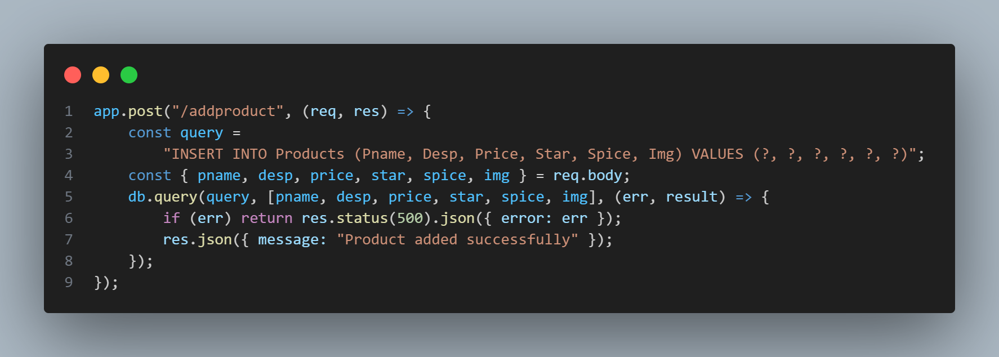 1 app.post("/addproduct", (req, res) => {
2     const query =
3         "INSERT INTO Products (Pname, Desp, Price, Star, Spice, Img) VALUES (?, ?, ?, ?, ?, ?)";
4     const { pname, desp, price, star, spice, img } = req.body;
5     db.query(query, [pname, desp, price, star, spice, img], (err, result) => {
6         if (err) return res.status(500).json({ error: err });
7         res.json({ message: "Product added successfully" });
8     });
9 });